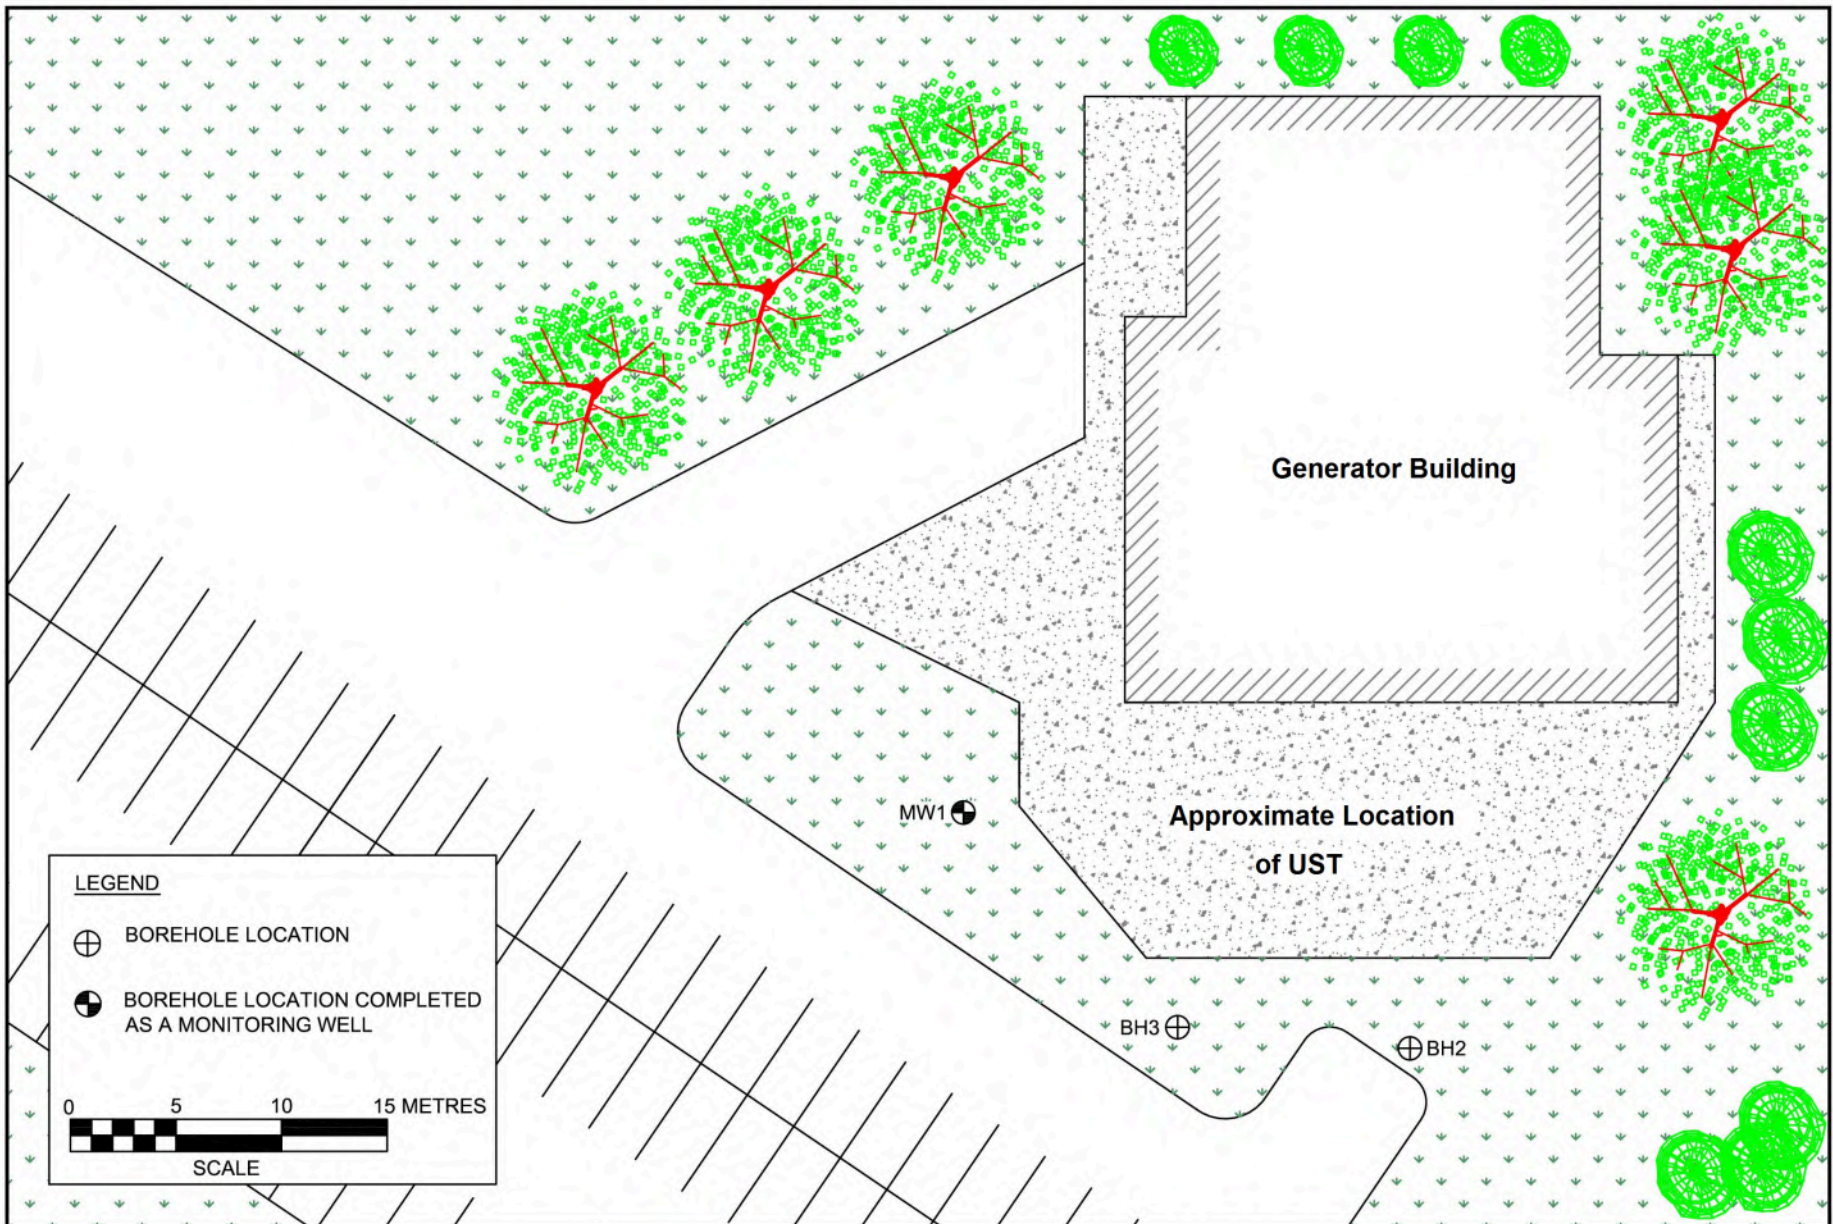 Generator Building
Approximate Location
of UST
MW1
BH3
BH2
LEGEND
BOREHOLE LOCATION
BOREHOLE LOCATION COMPLETED
AS A MONITORING WELL
0 5 10 15 METRES
SCALE